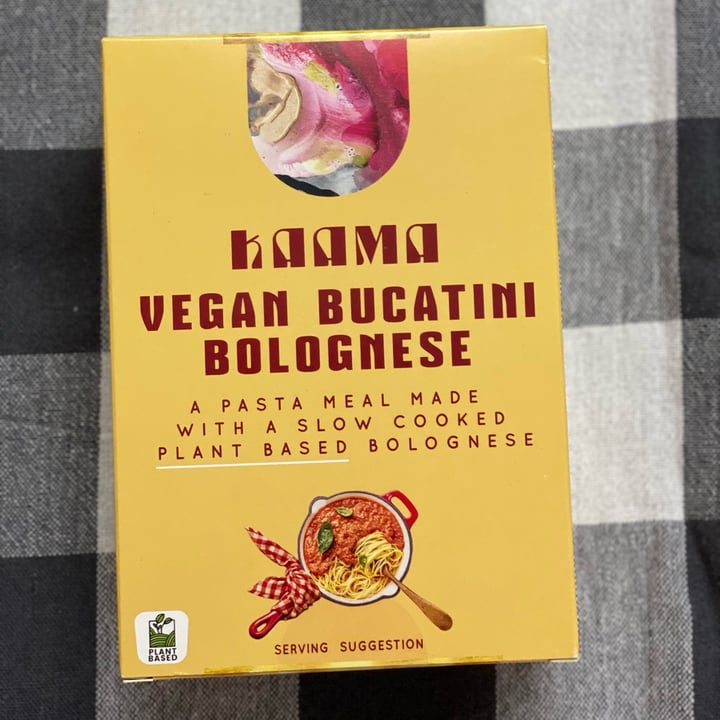 KAAMA
VEGAN BUCATINI
BOLOGNESE
A PASTA MEAL MADE
WITH A SLOW COOKED
PLANT BASED BOLOGNESE
SERVING SUGGESTION
PLANT
BASED